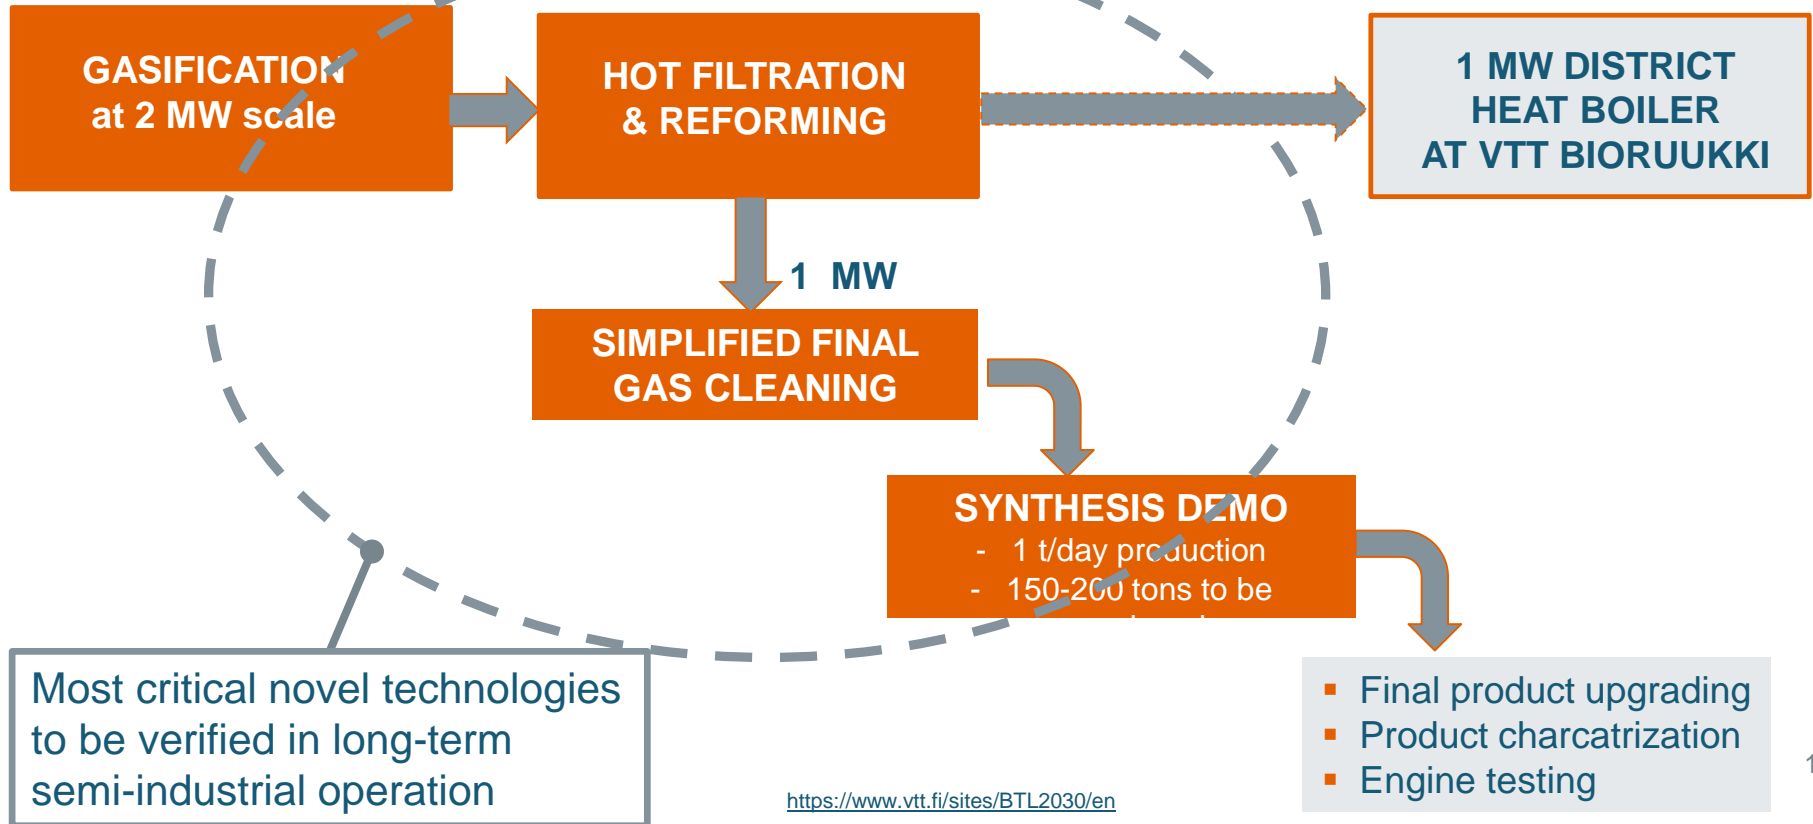 GASIFICATION
at 2 MW scale
HOT FILTRATION
& REFORMING
1 MW DISTRICT
HEAT BOILER
AT VTT BIORUUKKI
1 MW
SIMPLIFIED FINAL
GAS CLEANING
SYNTHESIS DEMO
- 1 t/day production
- 150-200 tons to be
Most critical novel technologies
to be verified in long-term
semi-industrial operation
▪ Final product upgrading
▪ Product charcatrization
▪ Engine testing
https://www.vtt.fi/sites/BTL2030/en